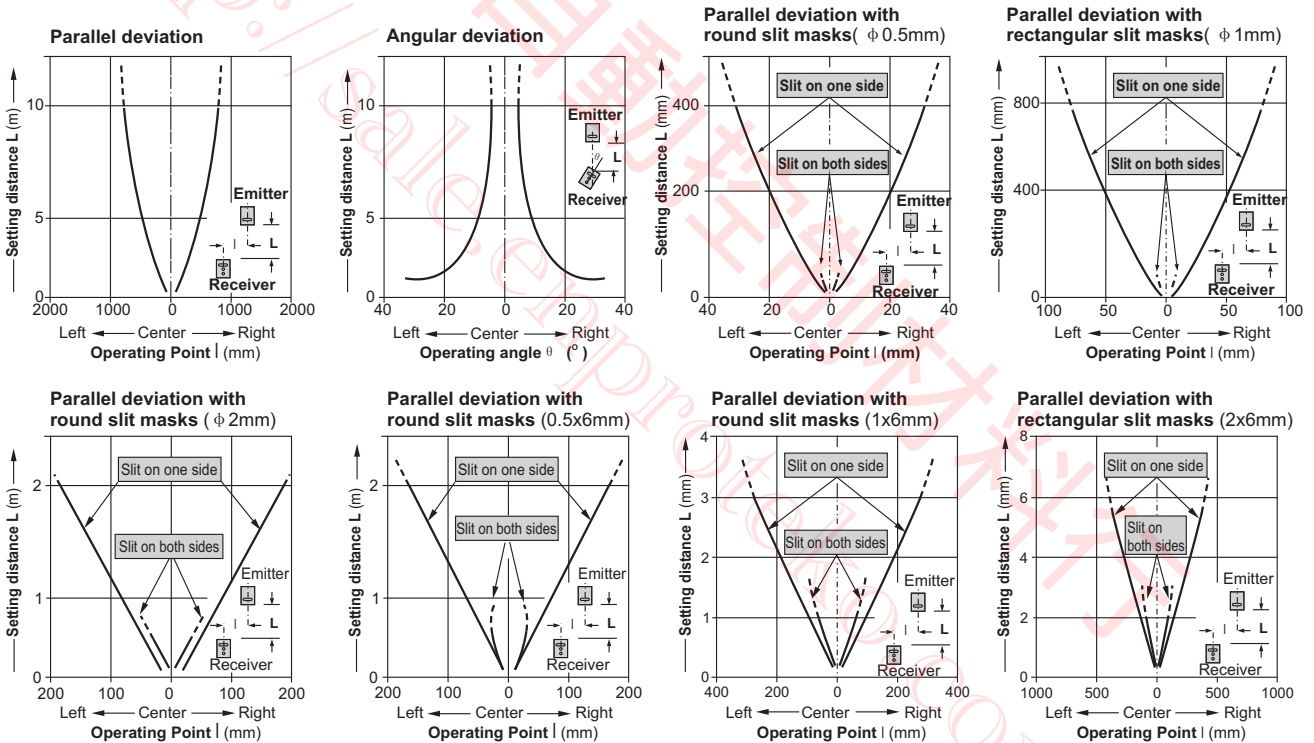 Parallel deviation
Setting distance L (m)
10
5
0
2000 1000 0 1000 2000
Left Center Right
Operating Point l (mm)
Emitter
l L
Receiver
Angular deviation
Setting distance L (m)
10
5
0
40 20 0 20 40
Left Center Right
Operating angle θ (°)
Emitter
L
θ
Receiver
Parallel deviation with
round slit masks( φ0.5mm)
Setting distance L (mm)
400
200
0
40 20 0 20 40
Left Center Right
Operating Point l (mm)
Slit on one side
Slit on both sides
Emitter
l L
Receiver
Parallel deviation with
rectangular slit masks( φ1mm)
Setting distance L (mm)
800
400
0
100 50 0 50 100
Left Center Right
Operating Point l (mm)
Slit on one side
Slit on both sides
Emitter
l L
Receiver
Parallel deviation with
round slit masks (φ2mm)
Setting distance L (m)
2
1
0
200 100 0 100 200
Left Center Right
Operating Point l (mm)
Slit on one side
Slit on both sides
Emitter
l L
Receiver
Parallel deviation with
round slit masks (0.5x6mm)
Setting distance L (m)
2
1
0
200 100 0 100 200
Left Center Right
Operating Point l (mm)
Slit on one side
Slit on both sides
Emitter
l L
Receiver
Parallel deviation with
round slit masks (1x6mm)
Setting distance L (mm)
4
3
2
1
0
400 200 0 200 400
Left Center Right
Operating Point l (mm)
Slit on one side
Slit on both sides
Emitter
l L
Receiver
Parallel deviation with
rectangular slit masks (2x6mm)
Setting distance L (mm)
8
6
4
2
0
1000 500 0 500 1000
Left Center Right
Operating Point l (mm)
Slit on one side
Slit on
both sides
Emitter
l L
Receiver
自動控制材料行
http://sale.enproteko.com